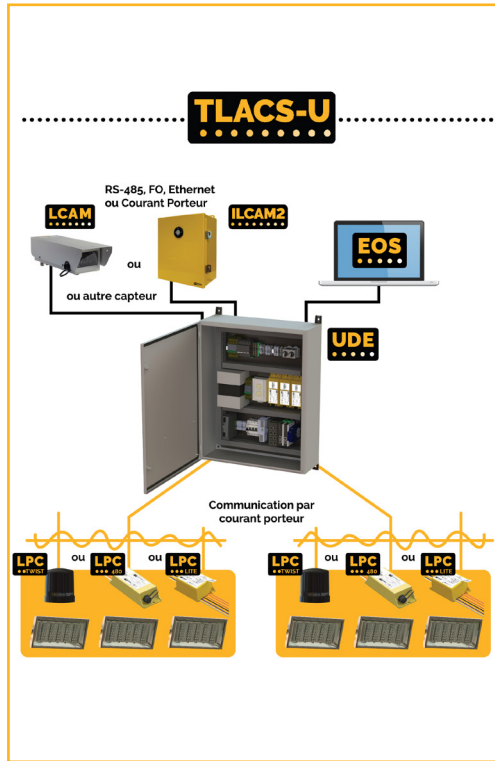 TLACS-U
RS-485, FO, Ethernet
ou Courant Porteur
LCAM
ILCAM2
ou
EOS
ou autre capteur
UDE
Communication par
courant porteur
LPC TWIST
ou
LPC 480
ou
LPC LITE
LPC TWIST
ou
LPC 480
ou
LPC LITE